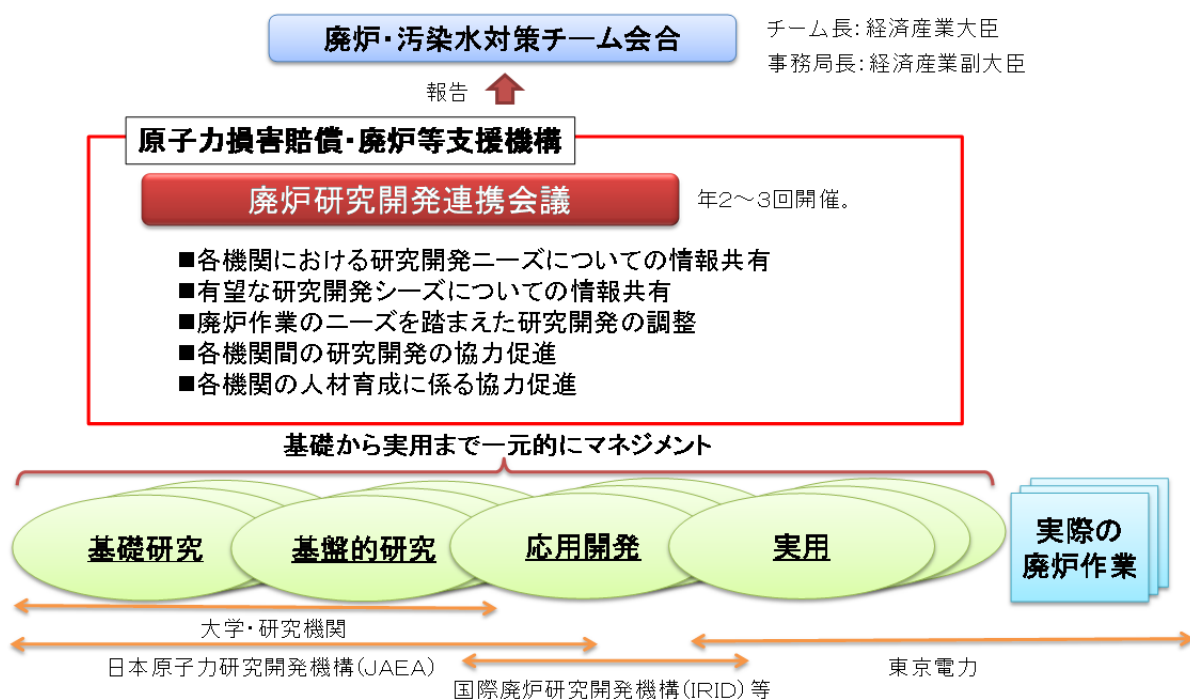 廃炉・汚染水対策チーム会合
チーム長：経済産業大臣
事務局長：経済産業副大臣
報告
原子力損害賠償・廃炉等支援機構
廃炉研究開発連携会議
年２～３回開催。
■各機関における研究開発ニーズについての情報共有
■有望な研究開発シーズについての情報共有
■廃炉作業のニーズを踏まえた研究開発の調整
■各機関間の研究開発の協力促進
■各機関の人材育成に係る協力促進
基礎から実用まで一元的にマネジメント
基礎研究
基盤的研究
応用開発
実用
実際の
廃炉作業
大学・研究機関
日本原子力研究開発機構(JAEA)
国際廃炉研究開発機構(IRID)等
東京電力